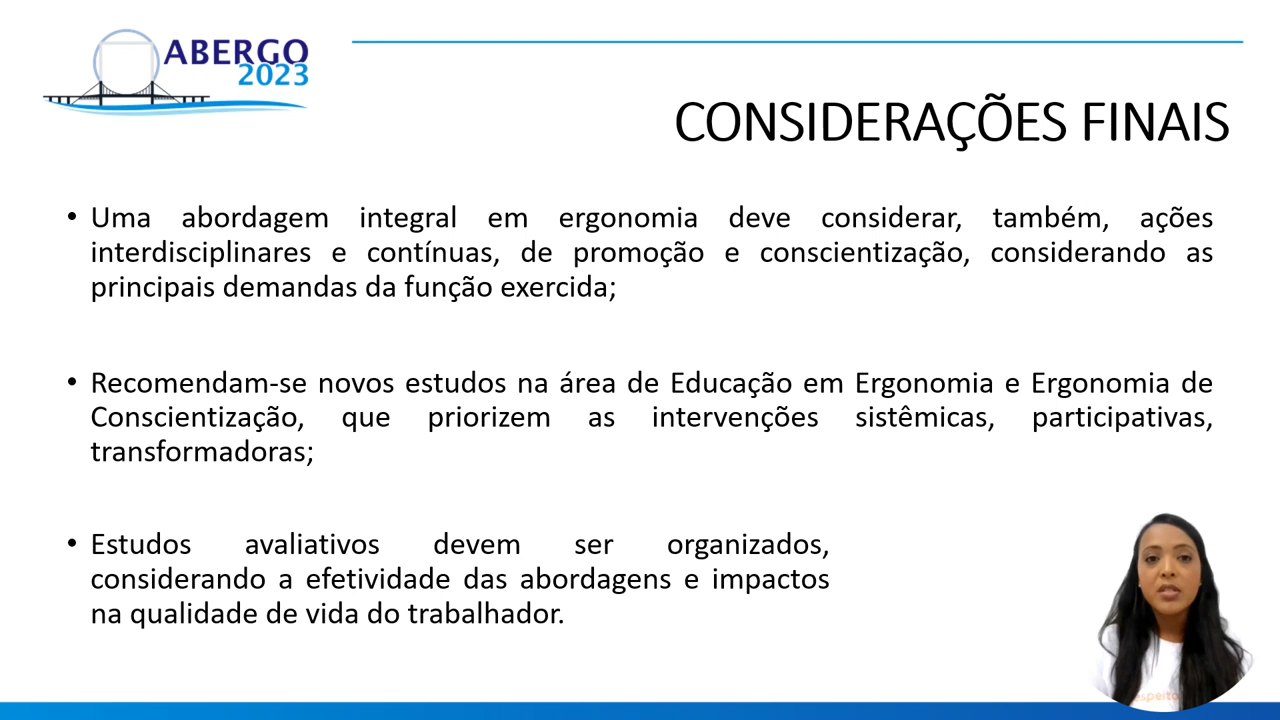 ABERGO
2023
CONSIDERAÇÕES FINAIS
• Uma abordagem integral em ergonomia deve considerar, também, ações
interdisciplinares e contínuas, de promoção e conscientização, considerando as
principais demandas da função exercida;
• Recomendam-se novos estudos na área de Educação em Ergonomia e Ergonomia de
Conscientização, que priorizem as intervenções sistêmicas, participativas,
transformadoras;
• Estudos avaliativos devem ser organizados,
considerando a efetividade das abordagens e impactos
na qualidade de vida do trabalhador.